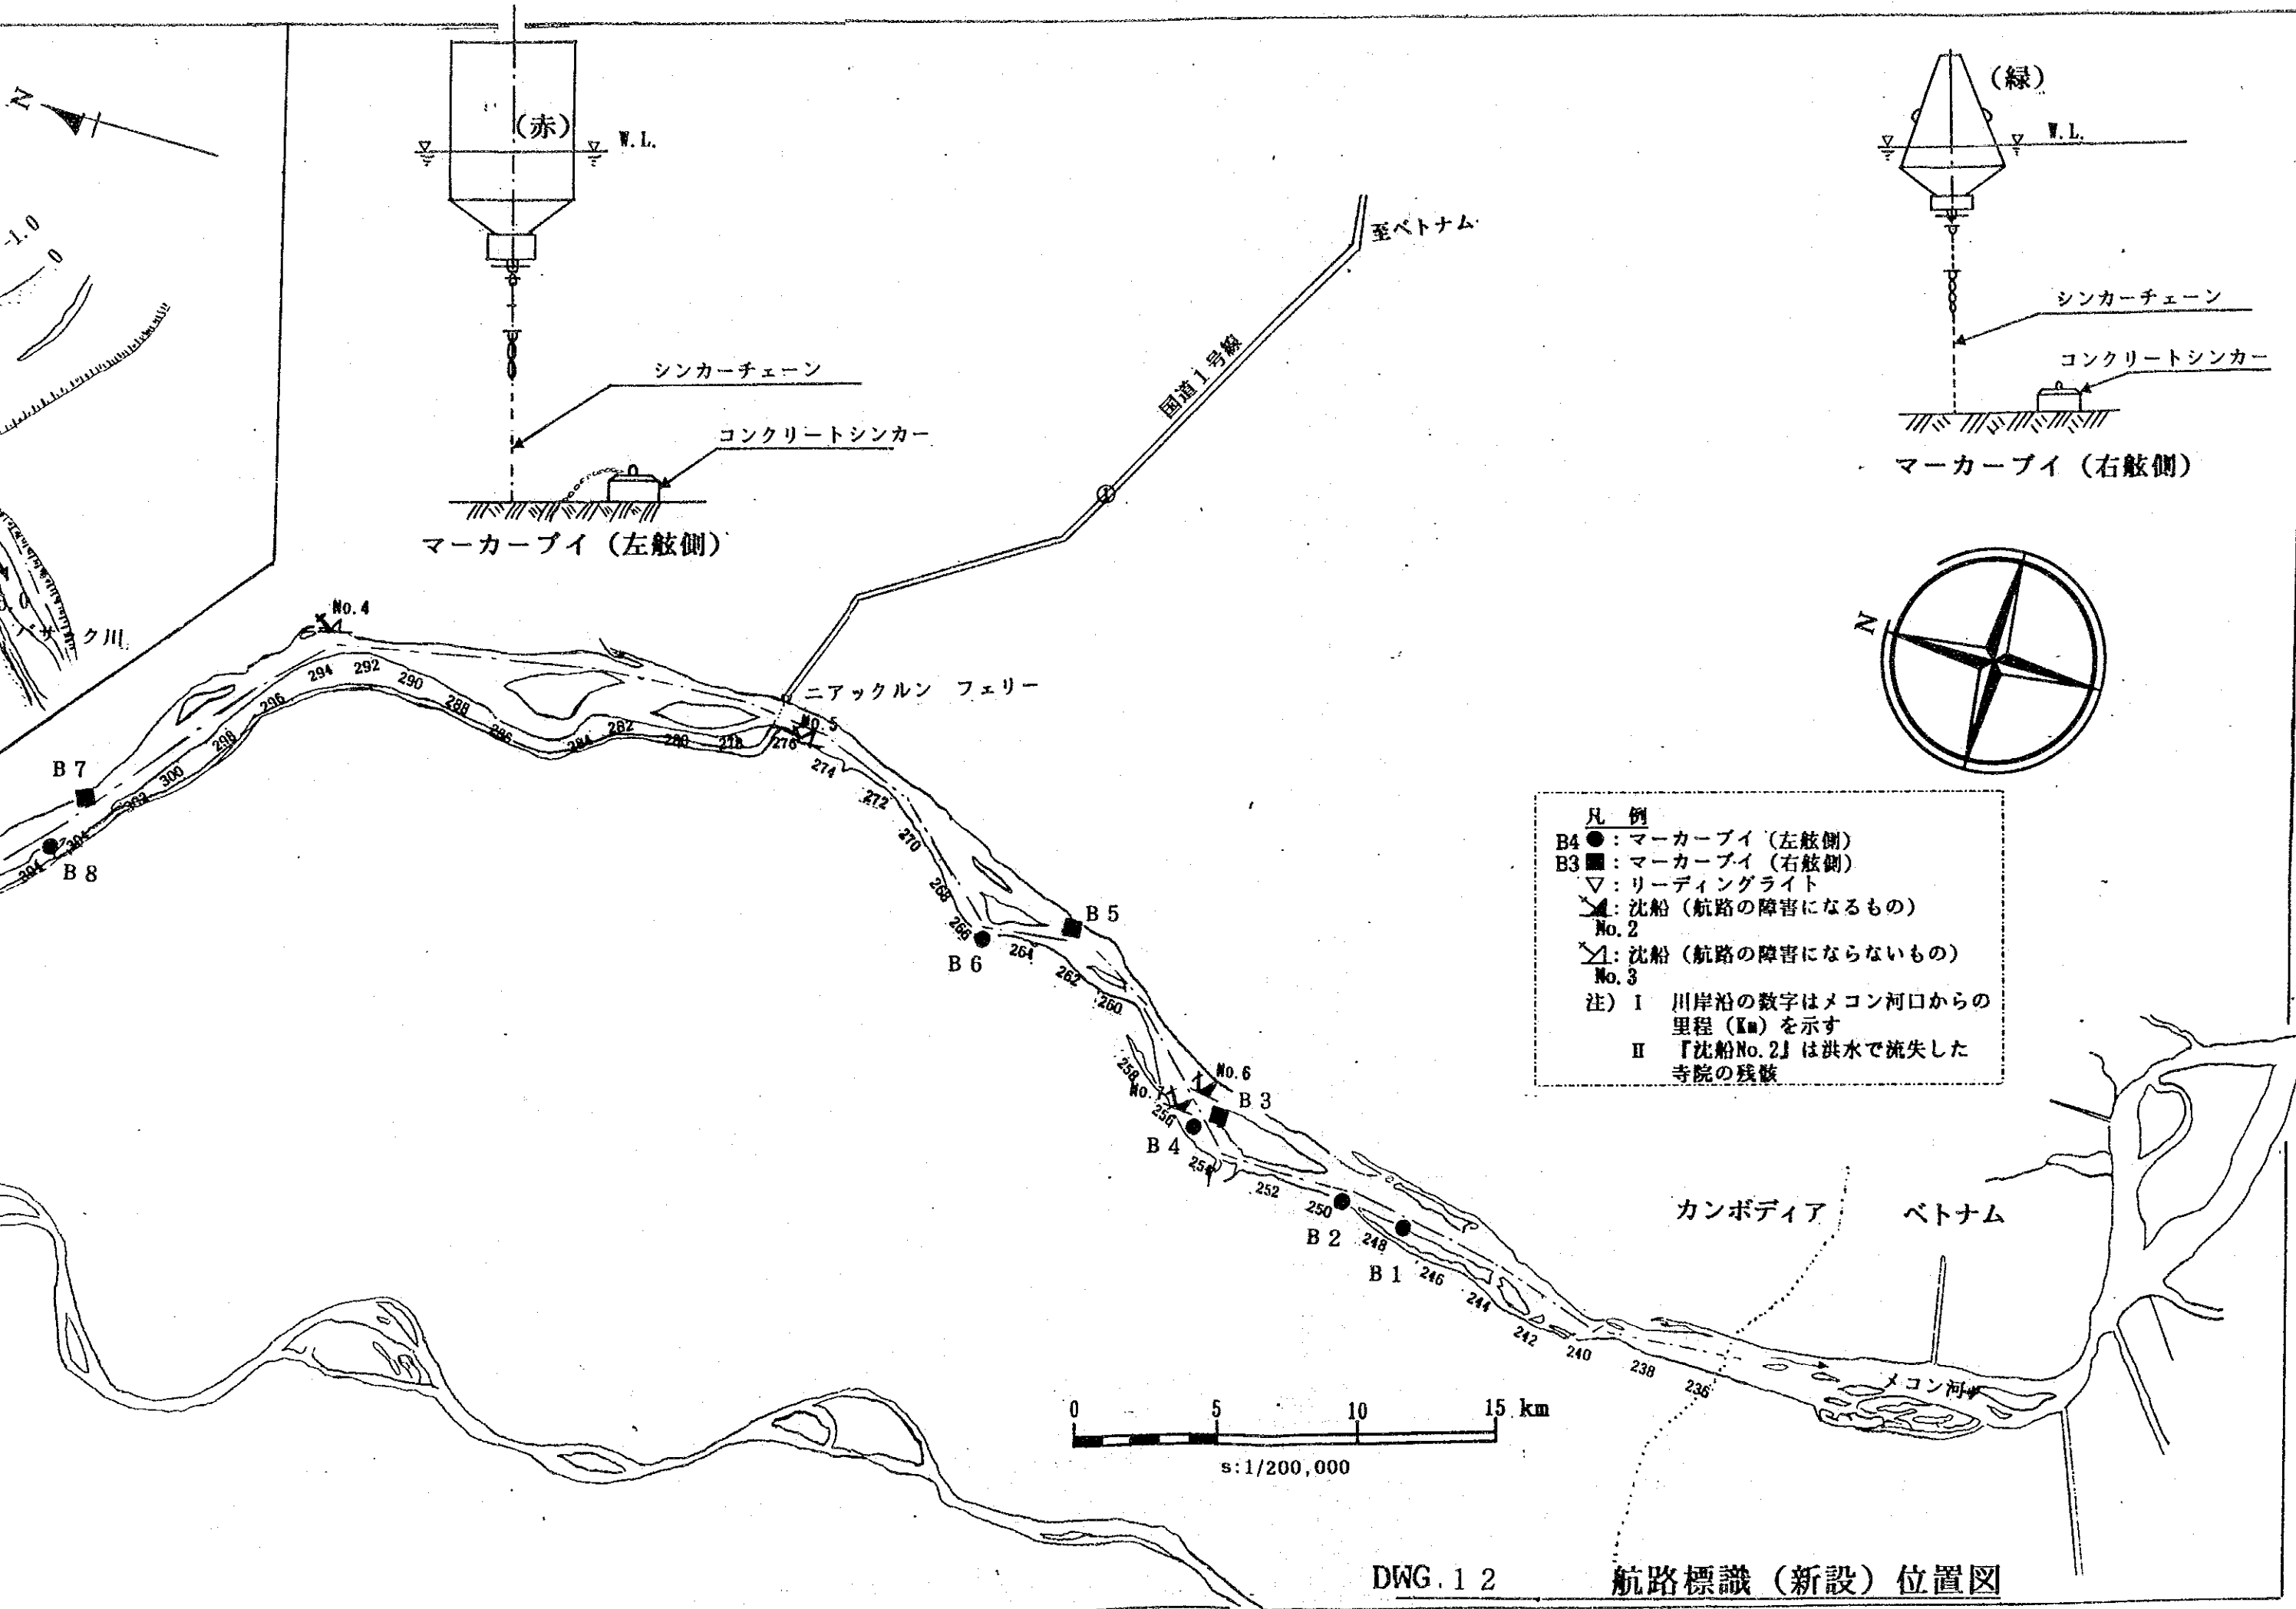 N
-1.0
0
(赤)
W.L.
シンカーチェーン
コンクリートシンカー
マーカーブイ (左舷側)
(緑)
W.L.
シンカーチェーン
コンクリートシンカー
マーカーブイ (右舷側)
至ベトナム
国道1号線
1
ニアックルン フェリー
ク川
No.4
No.5
294
292
290
288
286
284
282
280
278
276
274
272
270
268
266
264
262
260
258
256
254
252
250
248
246
244
242
240
238
236
296
298
300
302
304
304
B7
B8
B6
B5
No.6
B3
B4
B2
B1
N
凡 例
B4 ●: マーカーブイ (左舷側)
B3 ■: マーカーブイ (右舷側)
▽: リーディングライト
: 沈船 (航路の障害になるもの)
No.2
: 沈船 (航路の障害にならないもの)
No.3
注) I 川岸沿の数字はメコン河口からの
里程 (Km) を示す
II 『沈船No.2』は洪水で流失した
寺院の残骸
カンボディア
ベトナム
メコン河
0 5 10 15 km
s:1/200,000
DWG.12 航路標識 (新設) 位置図